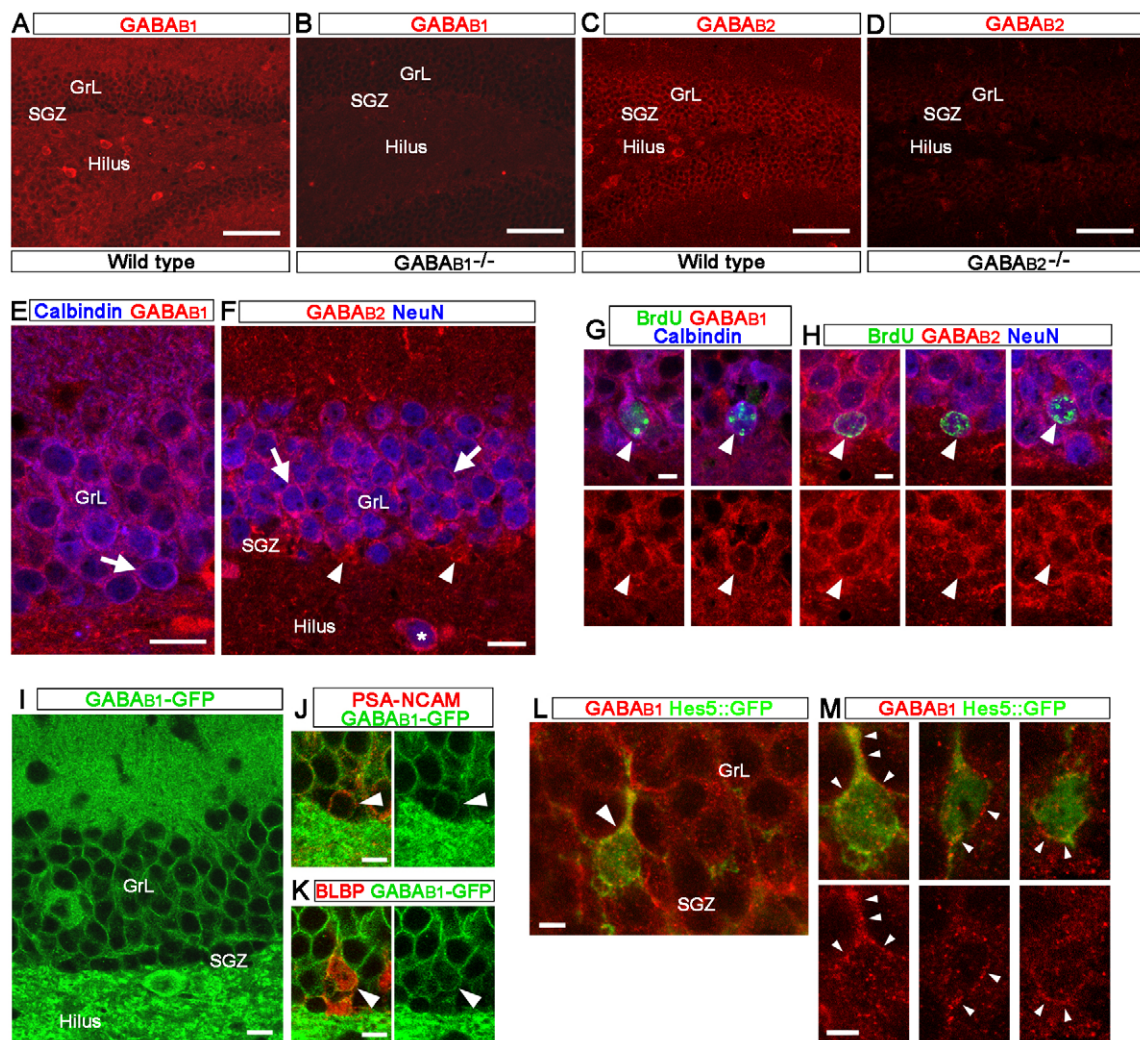 A GABAB1
B GABAB1
C GABAB2
D GABAB2
GrL
SGZ
Hilus
GrL
SGZ
Hilus
GrL
SGZ
Hilus
GrL
SGZ
Hilus
Wild type
GABAB1-/-
Wild type
GABAB2-/-
E Calbindin GABAB1
F GABAB2 NeuN
G BrdU GABAB1
Calbindin
H BrdU GABAB2 NeuN
GrL
GrL
SGZ
Hilus
*
I GABAB1-GFP
J PSA-NCAM
GABAB1-GFP
K BLBP GABAB1-GFP
L GABAB1 Hes5::GFP
M GABAB1 Hes5::GFP
GrL
SGZ
Hilus
GrL
SGZ